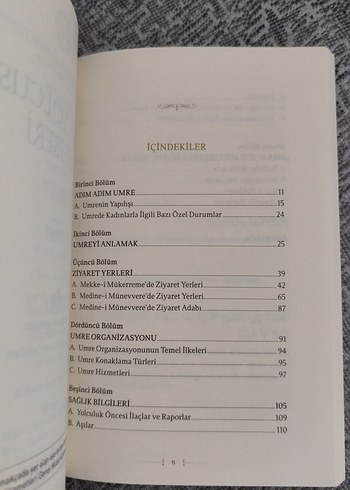 İÇİNDEKİLER
Birinci Bölüm
ADIM ADIM UMRE 11
A. Umrenin Yapılışı 15
B. Umrede Kadınlarla İlgili Bazı Özel Durumlar 24
İkinci Bölüm
UMREYİ ANLAMAK 25
Üçüncü Bölüm
ZİYARET YERLERİ 39
A. Mekke-i Mükerreme'de Ziyaret Yerleri 42
B. Medine-i Münevvere'de Ziyaret Yerleri 65
C. Medine-i Münevvere'de Ziyaret Adabı 87
Dördüncü Bölüm
UMRE ORGANİZASYONU 91
A. Umre Organizasyonunun Temel İlkeleri 94
B. Umre Konaklama Türleri 95
C. Umre Hizmetleri 97
Beşinci Bölüm
SAĞLIK BİLGİLERİ 105
A. Yolculuk Öncesi İlaçlar ve Raporlar 109
B. Aşılar 110